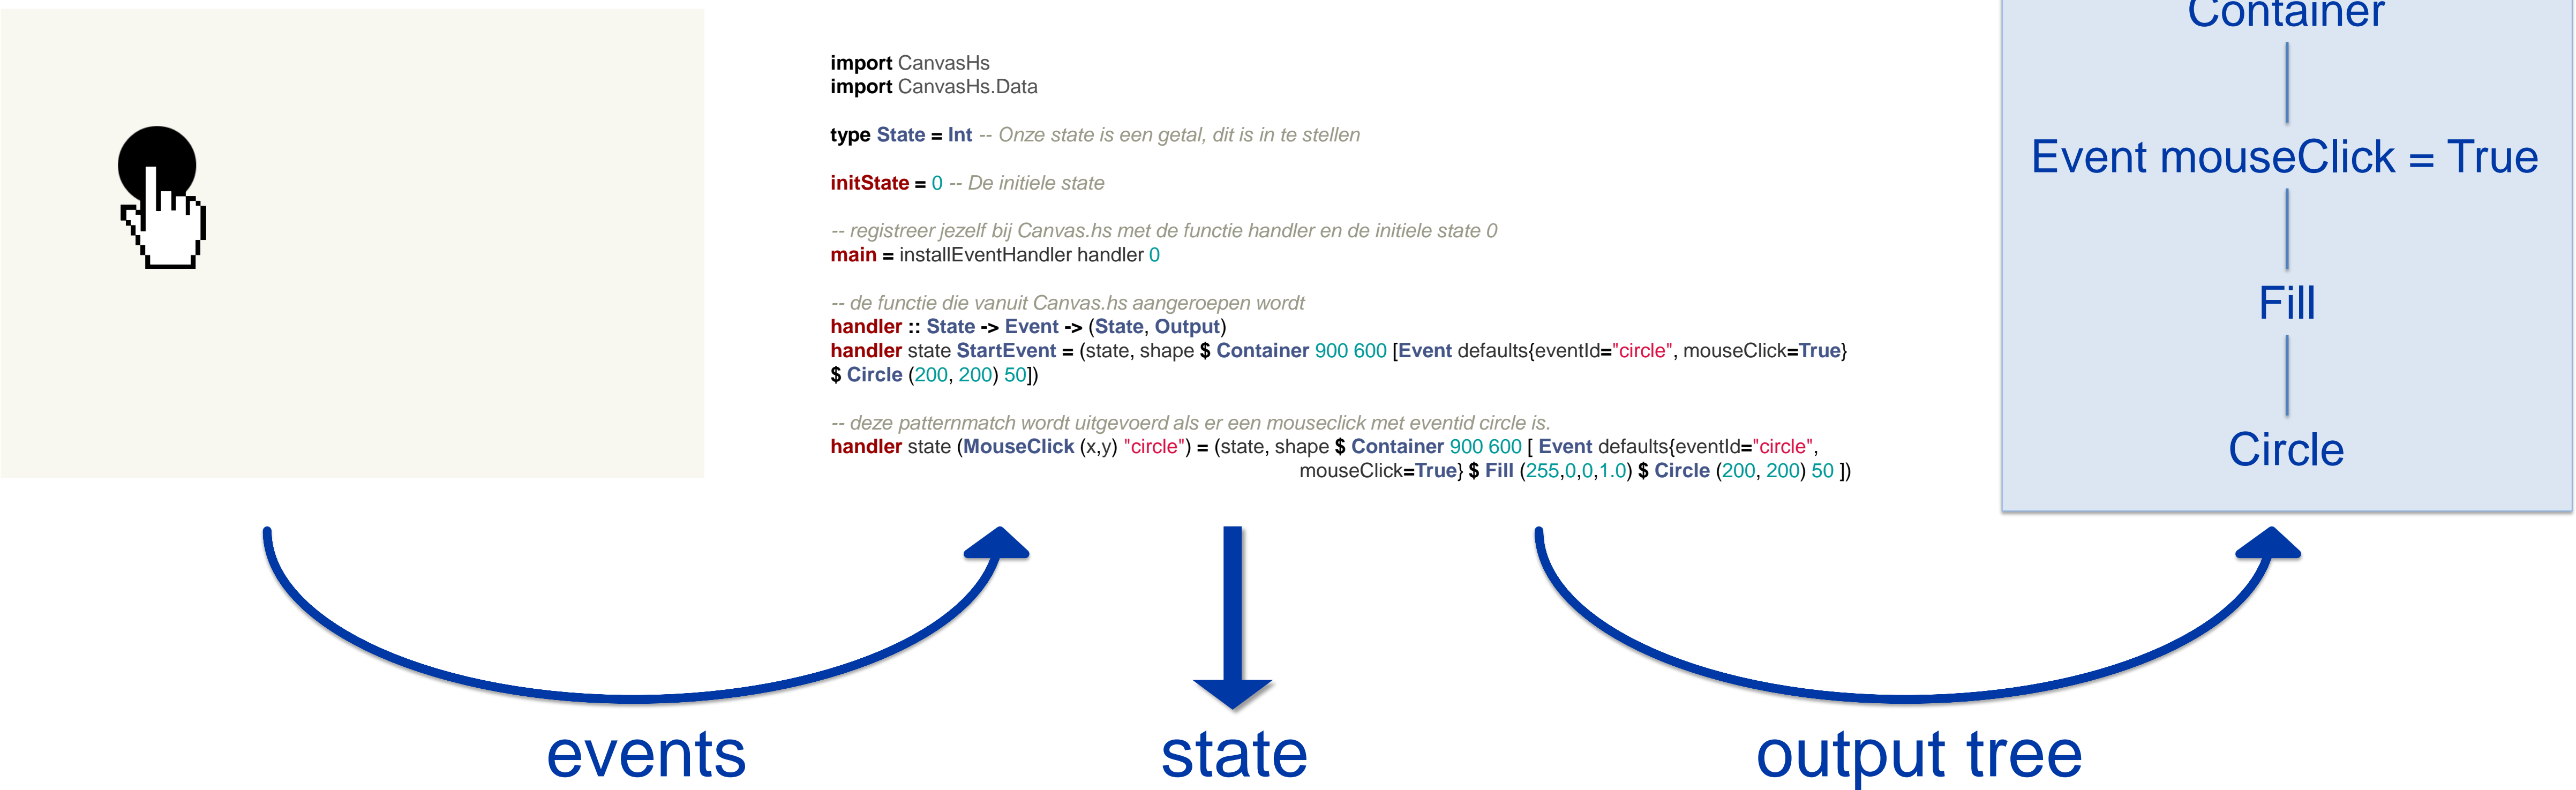 import CanvasHs
import CanvasHs.Data
type State = Int -- Onze state is een getal, dit is in te stellen
initState = 0 -- De initiele state
-- registreer jezelf bij Canvas.hs met de functie handler en de initiele state 0
main = installEventHandler handler 0
-- de functie die vanuit Canvas.hs aangeroepen wordt
handler :: State -> Event -> (State, Output)
handler state StartEvent = (state, shape $ Container 900 600 [Event defaults{eventId="circle", mouseClick=True}
$ Circle (200, 200) 50])
-- deze patternmatch wordt uitgevoerd als er een mouseclick met eventid circle is.
handler state (MouseClick (x,y) "circle") = (state, shape $ Container 900 600 [ Event defaults{eventId="circle",
mouseClick=True} $ Fill (255,0,0,1.0) $ Circle (200, 200) 50 ])
Container
Event mouseClick = True
Fill
Circle
events
state
output tree